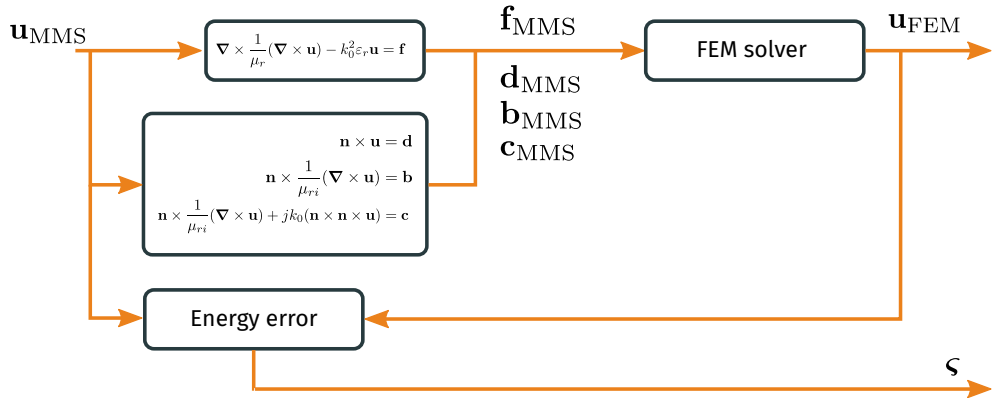 u_MMS
∇ × 1/μ_r (∇ × u) − k_0^2 ε_r u = f
f_MMS
FEM solver
u_FEM
d_MMS
b_MMS
c_MMS
n × u = d
n × 1/μ_ri (∇ × u) = b
n × 1/μ_ri (∇ × u) + jk_0(n × n × u) = c
Energy error
ς